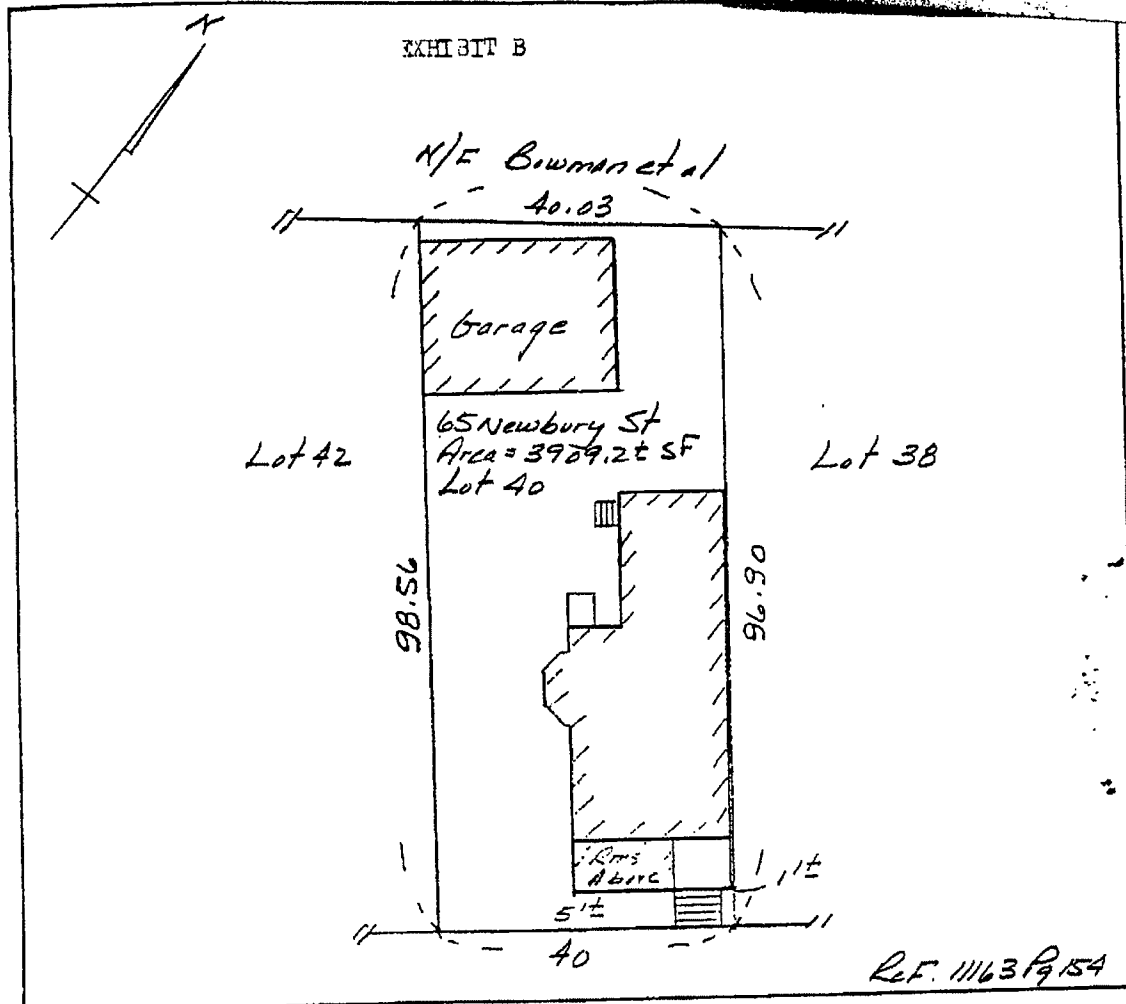 N
EXHIBIT B
N/F Bowman et al
40.03
Garage
65 Newbury St
Area = 3909.2± SF
Lot 40
Lot 42
Lot 38
98.56
96.90
Rms
Above
1'±
5'±
40
Ref. 11163 Pg 154